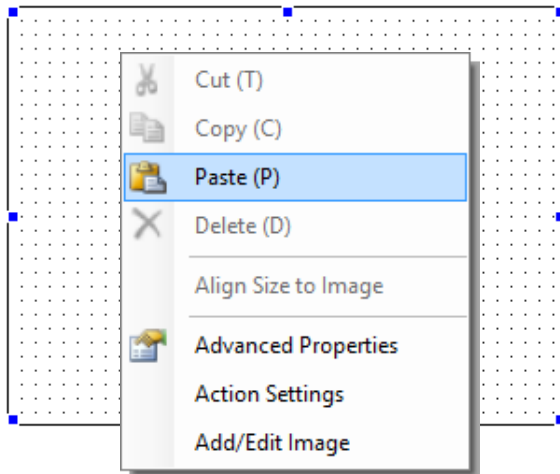 Cut (T)
Copy (C)
Paste (P)
Delete (D)
Align Size to Image
Advanced Properties
Action Settings
Add/Edit Image